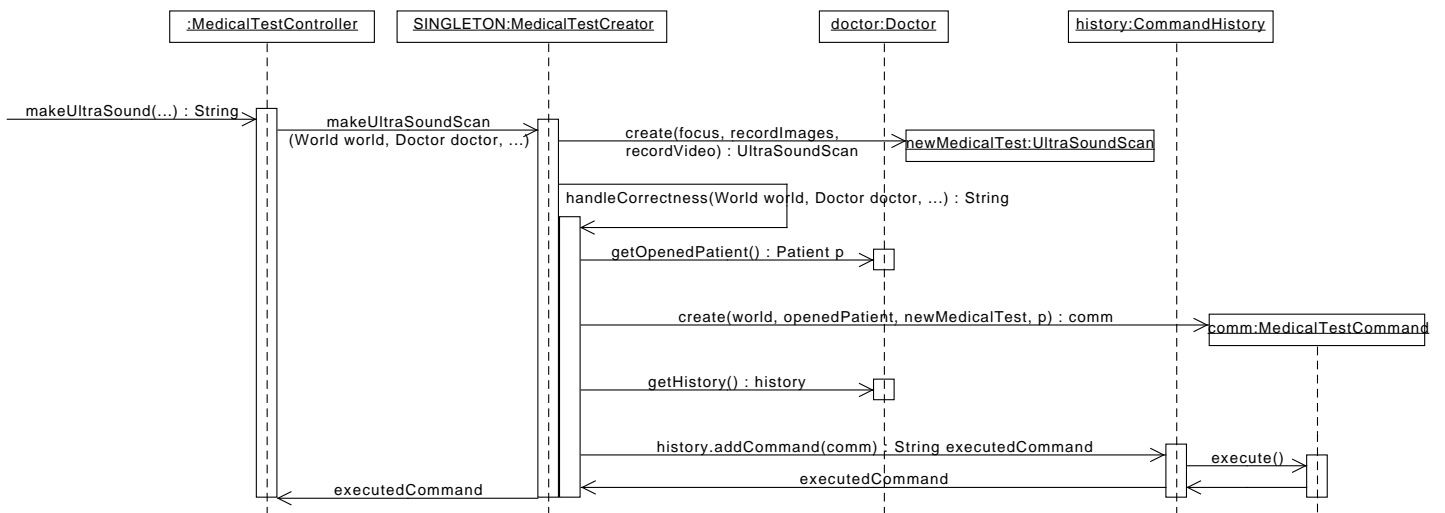 :MedicalTestController
SINGLETON:MedicalTestCreator
doctor:Doctor
history:CommandHistory
makeUltraSound(...) : String
makeUltraSoundScan
(World world, Doctor doctor, ...)
create(focus, recordImages,
recordVideo) : UltraSoundScan
newMedicalTest:UltraSoundScan
handleCorrectness(World world, Doctor doctor, ...) : String
getOpenedPatient() : Patient p
create(world, openedPatient, newMedicalTest, p) : comm
comm:MedicalTestCommand
getHistory() : history
history.addCommand(comm) : String executedCommand
execute()
executedCommand
executedCommand